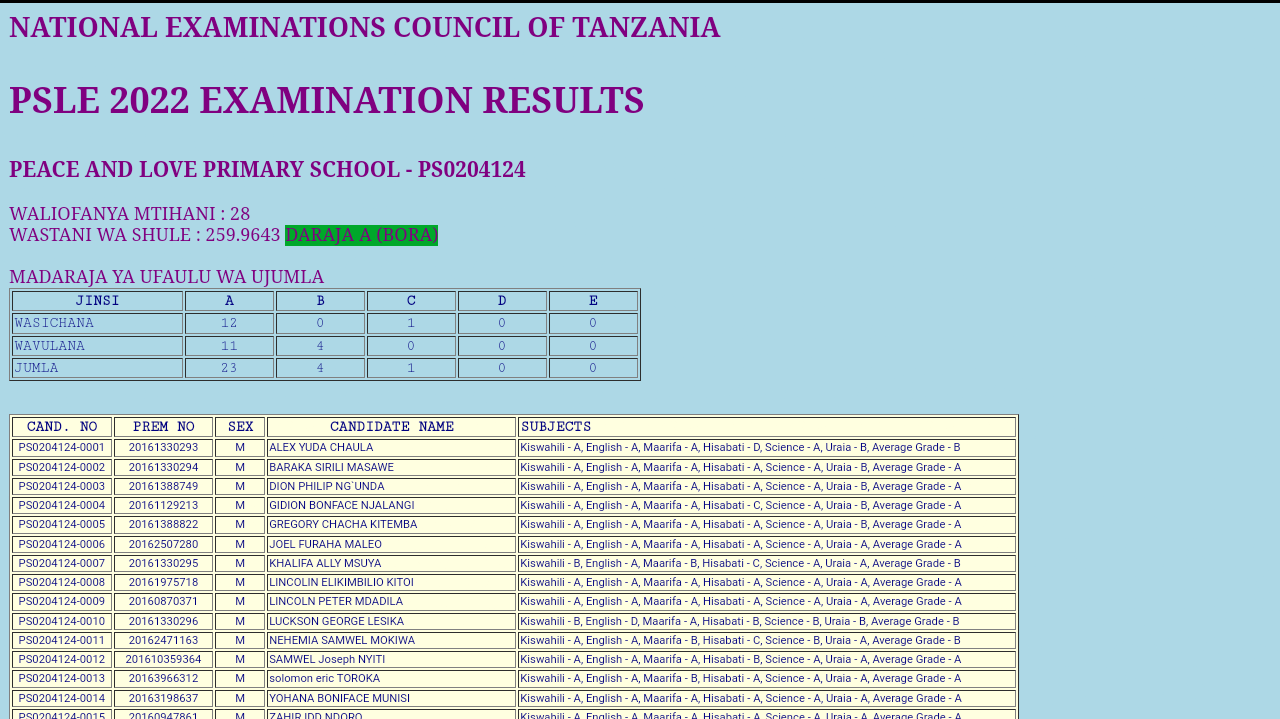 NATIONAL EXAMINATIONS COUNCIL OF TANZANIA
PSLE 2022 EXAMINATION RESULTS
PEACE AND LOVE PRIMARY SCHOOL - PS0204124
WALIOFANYA MTIHANI : 28
WASTANI WA SHULE : 259.9643 DARAJA A (BORA)
MADARAJA YA UFAULU WA UJUMLA
JINSI A B C D E
WASICHANA 12 0 1 0 0
WAVULANA 11 4 0 0 0
JUMLA 23 4 1 0 0
CAND. NO PREM NO SEX CANDIDATE NAME SUBJECTS
PS0204124-0001 20161330293 M ALEX YUDA CHAULA Kiswahili - A, English - A, Maarifa - A, Hisabati - D, Science - A, Uraia - B, Average Grade - B
PS0204124-0002 20161330294 M BARAKA SIRILI MASAWE Kiswahili - A, English - A, Maarifa - A, Hisabati - A, Science - A, Uraia - B, Average Grade - A
PS0204124-0003 20161388749 M DION PHILIP NG`UNDA Kiswahili - A, English - A, Maarifa - A, Hisabati - A, Science - A, Uraia - B, Average Grade - A
PS0204124-0004 20161129213 M GIDION BONFACE NJALANGI Kiswahili - A, English - A, Maarifa - A, Hisabati - C, Science - A, Uraia - B, Average Grade - A
PS0204124-0005 20161388822 M GREGORY CHACHA KITEMBA Kiswahili - A, English - A, Maarifa - A, Hisabati - A, Science - A, Uraia - B, Average Grade - A
PS0204124-0006 20162507280 M JOEL FURAHA MALEO Kiswahili - A, English - A, Maarifa - A, Hisabati - A, Science - A, Uraia - A, Average Grade - A
PS0204124-0007 20161330295 M KHALIFA ALLY MSUYA Kiswahili - B, English - A, Maarifa - B, Hisabati - C, Science - A, Uraia - A, Average Grade - B
PS0204124-0008 20161975718 M LINCOLIN ELIKIMBILIO KITOI Kiswahili - A, English - A, Maarifa - A, Hisabati - A, Science - A, Uraia - A, Average Grade - A
PS0204124-0009 20160870371 M LINCOLN PETER MDADILA Kiswahili - A, English - A, Maarifa - A, Hisabati - A, Science - A, Uraia - A, Average Grade - A
PS0204124-0010 20161330296 M LUCKSON GEORGE LESIKA Kiswahili - B, English - D, Maarifa - A, Hisabati - B, Science - B, Uraia - B, Average Grade - B
PS0204124-0011 20162471163 M NEHEMIA SAMWEL MOKIWA Kiswahili - A, English - A, Maarifa - B, Hisabati - C, Science - B, Uraia - A, Average Grade - B
PS0204124-0012 201610359364 M SAMWEL Joseph NYITI Kiswahili - A, English - A, Maarifa - A, Hisabati - B, Science - A, Uraia - A, Average Grade - A
PS0204124-0013 20163966312 M solomon eric TOROKA Kiswahili - A, English - A, Maarifa - B, Hisabati - A, Science - A, Uraia - A, Average Grade - A
PS0204124-0014 20163198637 M YOHANA BONIFACE MUNISI Kiswahili - A, English - A, Maarifa - A, Hisabati - A, Science - A, Uraia - A, Average Grade - A
PS0204124-0015 20160947861 M ZAHIR IDD NDORO Kiswahili - A, English - A, Maarifa - A, Hisabati - A, Science - A, Uraia - A, Average Grade - A